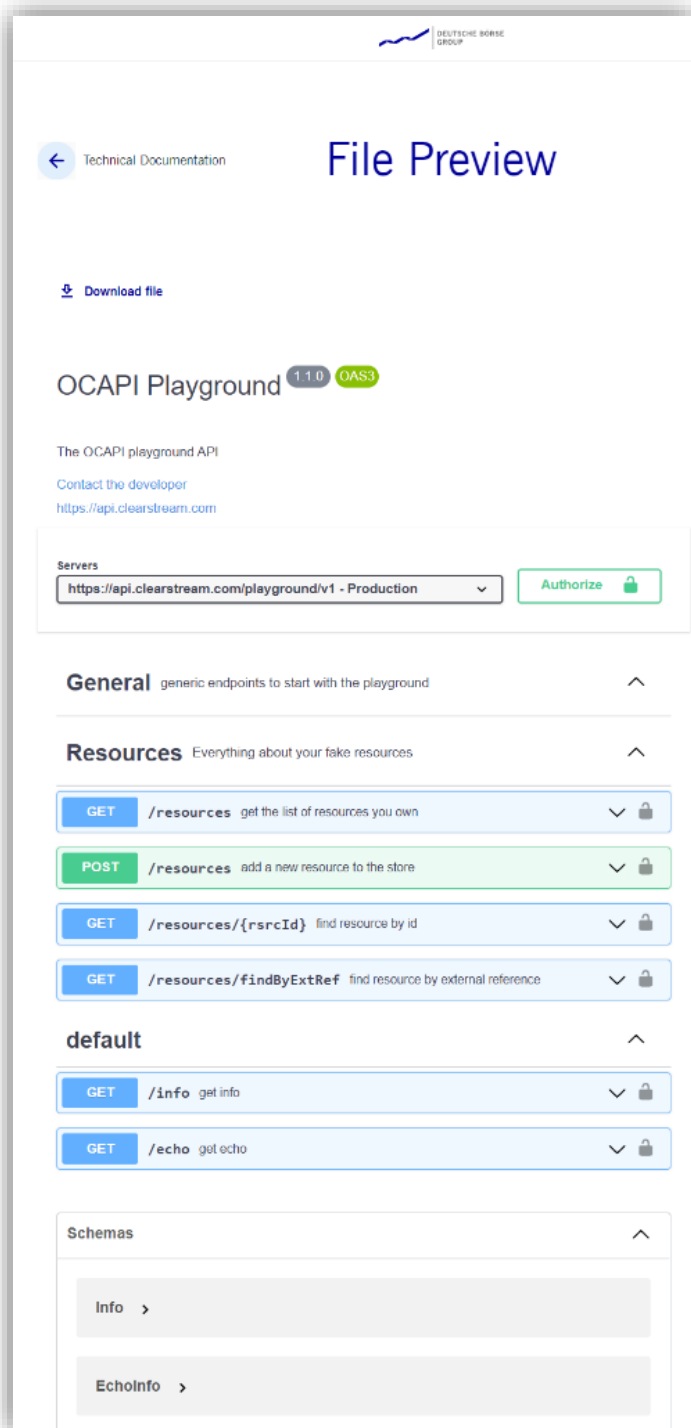 DEUTSCHE BÖRSE
GROUP
Technical Documentation
File Preview
Download file
OCAPI Playground 1.1.0 OAS3
The OCAPI playground API
Contact the developer
https://api.clearstream.com
Servers
https://api.clearstream.com/playground/v1 - Production
Authorize
General generic endpoints to start with the playground
Resources Everything about your fake resources
GET /resources get the list of resources you own
POST /resources add a new resource to the store
GET /resources/{rsrcId} find resource by id
GET /resources/findByExtRef find resource by external reference
default
GET /info get info
GET /echo get echo
Schemas
Info
EchoInfo